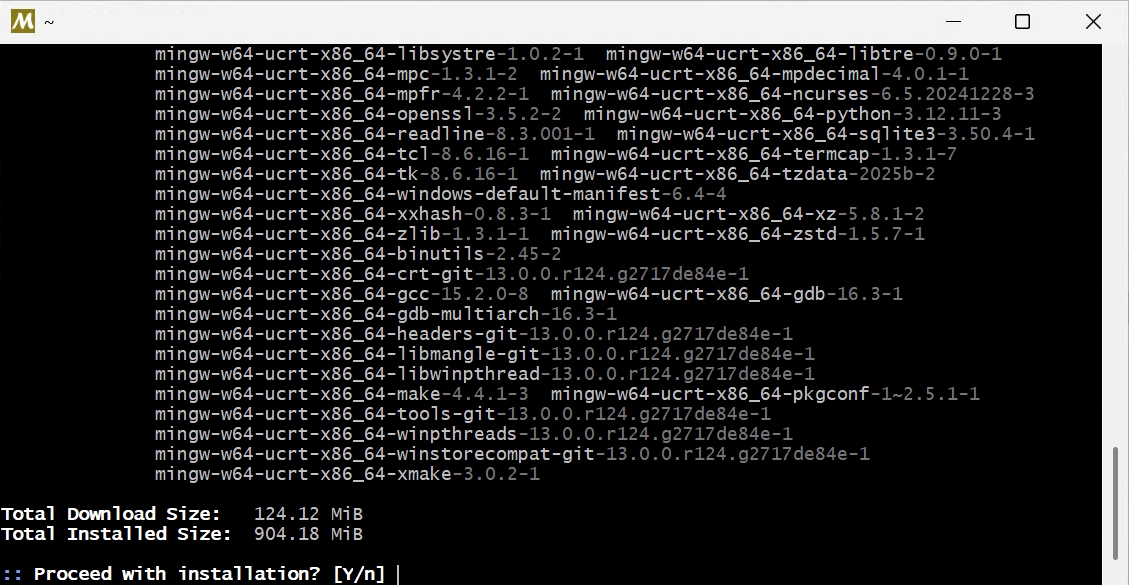 ~
mingw-w64-ucrt-x86_64-libsystre-1.0.2-1  mingw-w64-ucrt-x86_64-libtre-0.9.0-1
mingw-w64-ucrt-x86_64-mpc-1.3.1-2  mingw-w64-ucrt-x86_64-mpdecimal-4.0.1-1
mingw-w64-ucrt-x86_64-mpfr-4.2.2-1  mingw-w64-ucrt-x86_64-ncurses-6.5.20241228-3
mingw-w64-ucrt-x86_64-openssl-3.5.2-2  mingw-w64-ucrt-x86_64-python-3.12.11-3
mingw-w64-ucrt-x86_64-readline-8.3.001-1  mingw-w64-ucrt-x86_64-sqlite3-3.50.4-1
mingw-w64-ucrt-x86_64-tcl-8.6.16-1  mingw-w64-ucrt-x86_64-termcap-1.3.1-7
mingw-w64-ucrt-x86_64-tk-8.6.16-1  mingw-w64-ucrt-x86_64-tzdata-2025b-2
mingw-w64-ucrt-x86_64-windows-default-manifest-6.4-4
mingw-w64-ucrt-x86_64-xxhash-0.8.3-1  mingw-w64-ucrt-x86_64-xz-5.8.1-2
mingw-w64-ucrt-x86_64-zlib-1.3.1-1  mingw-w64-ucrt-x86_64-zstd-1.5.7-1
mingw-w64-ucrt-x86_64-binutils-2.45-2
mingw-w64-ucrt-x86_64-crt-git-13.0.0.r124.g2717de84e-1
mingw-w64-ucrt-x86_64-gcc-15.2.0-8  mingw-w64-ucrt-x86_64-gdb-16.3-1
mingw-w64-ucrt-x86_64-gdb-multiarch-16.3-1
mingw-w64-ucrt-x86_64-headers-git-13.0.0.r124.g2717de84e-1
mingw-w64-ucrt-x86_64-libmangle-git-13.0.0.r124.g2717de84e-1
mingw-w64-ucrt-x86_64-libwinpthread-13.0.0.r124.g2717de84e-1
mingw-w64-ucrt-x86_64-make-4.4.1-3  mingw-w64-ucrt-x86_64-pkgconf-1~2.5.1-1
mingw-w64-ucrt-x86_64-tools-git-13.0.0.r124.g2717de84e-1
mingw-w64-ucrt-x86_64-winpthreads-13.0.0.r124.g2717de84e-1
mingw-w64-ucrt-x86_64-winstorecompat-git-13.0.0.r124.g2717de84e-1
mingw-w64-ucrt-x86_64-xmake-3.0.2-1
Total Download Size:   124.12 MiB
Total Installed Size:  904.18 MiB
:: Proceed with installation? [Y/n]